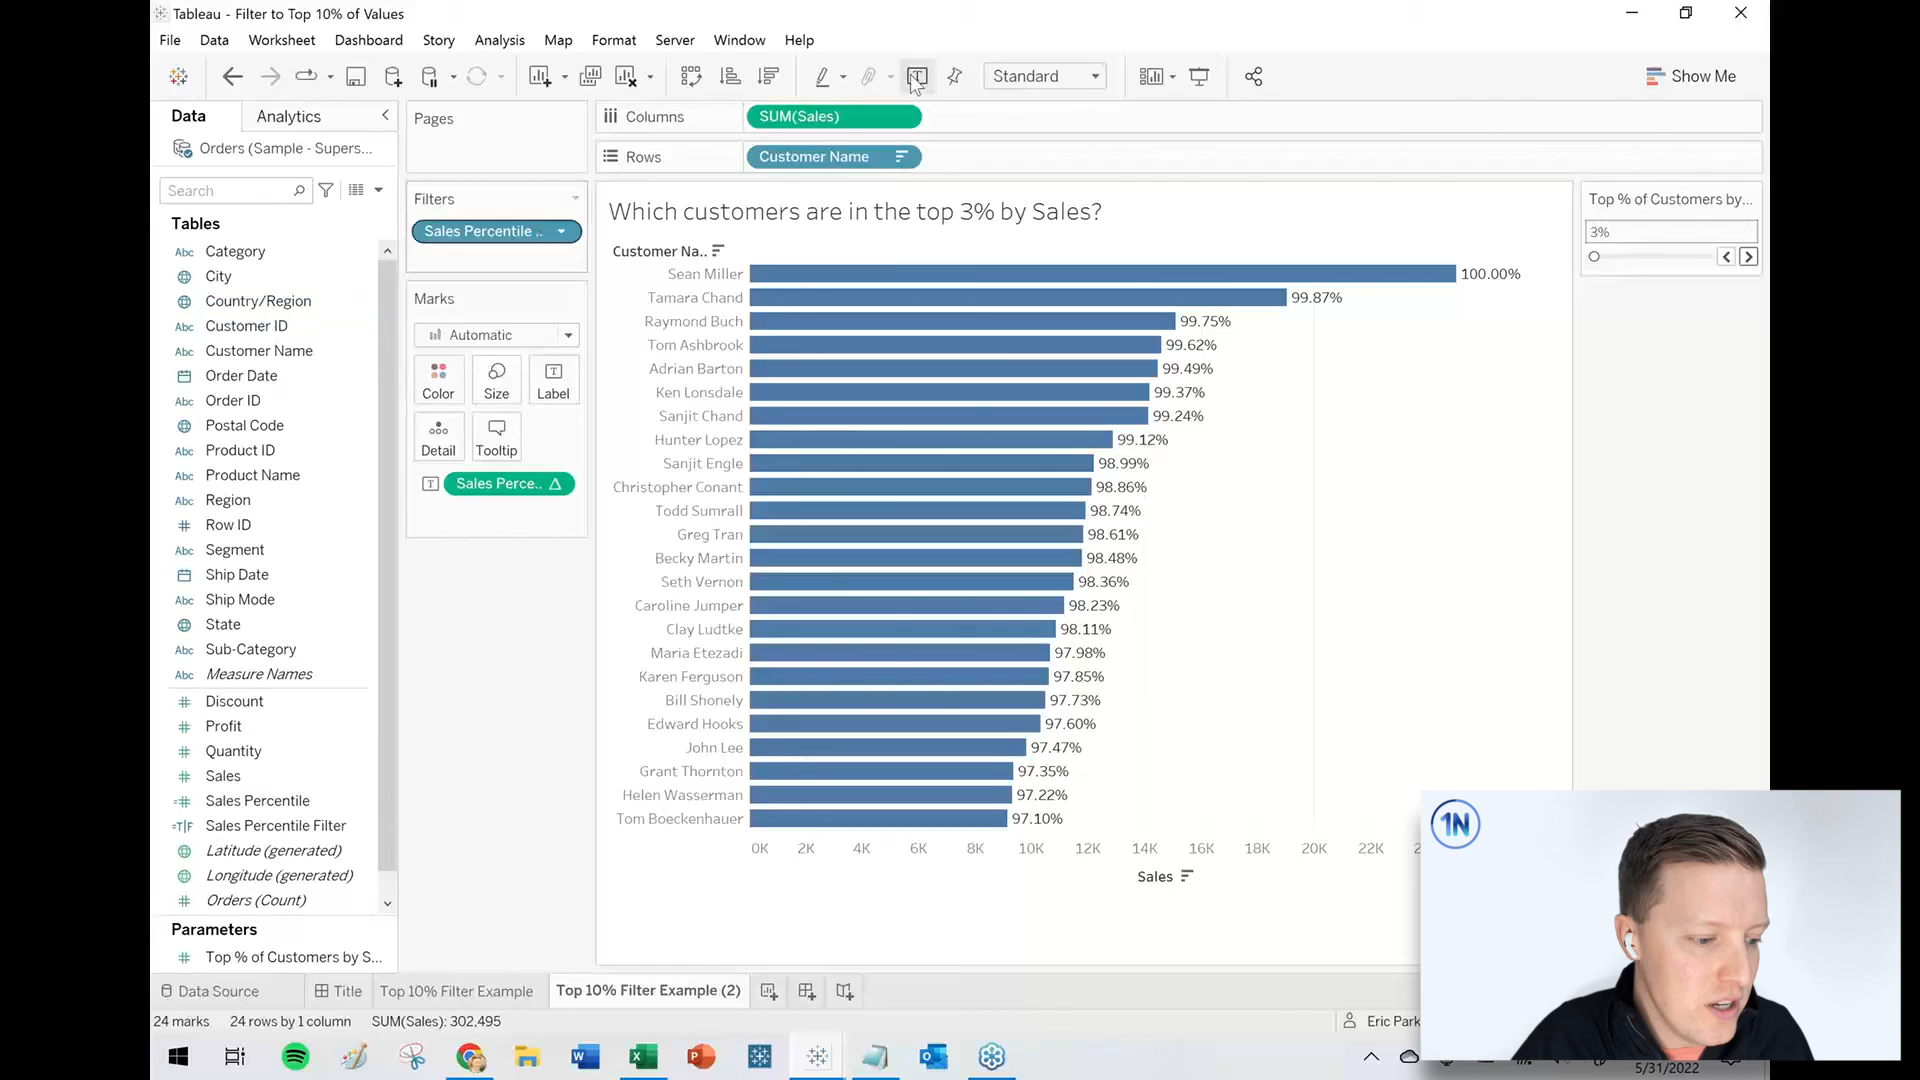 Tableau - Filter to Top 10% of Values
File Data Worksheet Dashboard Story Analysis Map Format Server Window Help
Standard
Show Me
Data Analytics
Orders (Sample - Supers...
Search
Tables
Abc Category
City
Country/Region
Abc Customer ID
Abc Customer Name
Order Date
Abc Order ID
Postal Code
Abc Product ID
Abc Product Name
Abc Region
# Row ID
Abc Segment
Ship Date
Abc Ship Mode
State
Abc Sub-Category
Abc Measure Names
# Discount
# Profit
# Quantity
# Sales
=# Sales Percentile
=T|F Sales Percentile Filter
Latitude (generated)
Longitude (generated)
# Orders (Count)
Parameters
# Top % of Customers by S...
Pages
Filters
Sales Percentile ..
Marks
Automatic
Color Size Label
Detail Tooltip
Sales Perce..
Columns SUM(Sales)
Rows Customer Name
Which customers are in the top 3% by Sales?
Customer Na..
Sean Miller 100.00%
Tamara Chand 99.87%
Raymond Buch 99.75%
Tom Ashbrook 99.62%
Adrian Barton 99.49%
Ken Lonsdale 99.37%
Sanjit Chand 99.24%
Hunter Lopez 99.12%
Sanjit Engle 98.99%
Christopher Conant 98.86%
Todd Sumrall 98.74%
Greg Tran 98.61%
Becky Martin 98.48%
Seth Vernon 98.36%
Caroline Jumper 98.23%
Clay Ludtke 98.11%
Maria Etezadi 97.98%
Karen Ferguson 97.85%
Bill Shonely 97.73%
Edward Hooks 97.60%
John Lee 97.47%
Grant Thornton 97.35%
Helen Wasserman 97.22%
Tom Boeckenhauer 97.10%
0K 2K 4K 6K 8K 10K 12K 14K 16K 18K 20K 22K
Sales
Top % of Customers by...
3%
1N
Data Source Title Top 10% Filter Example Top 10% Filter Example (2)
24 marks 24 rows by 1 column SUM(Sales): 302,495
Eric Park
5/31/2022